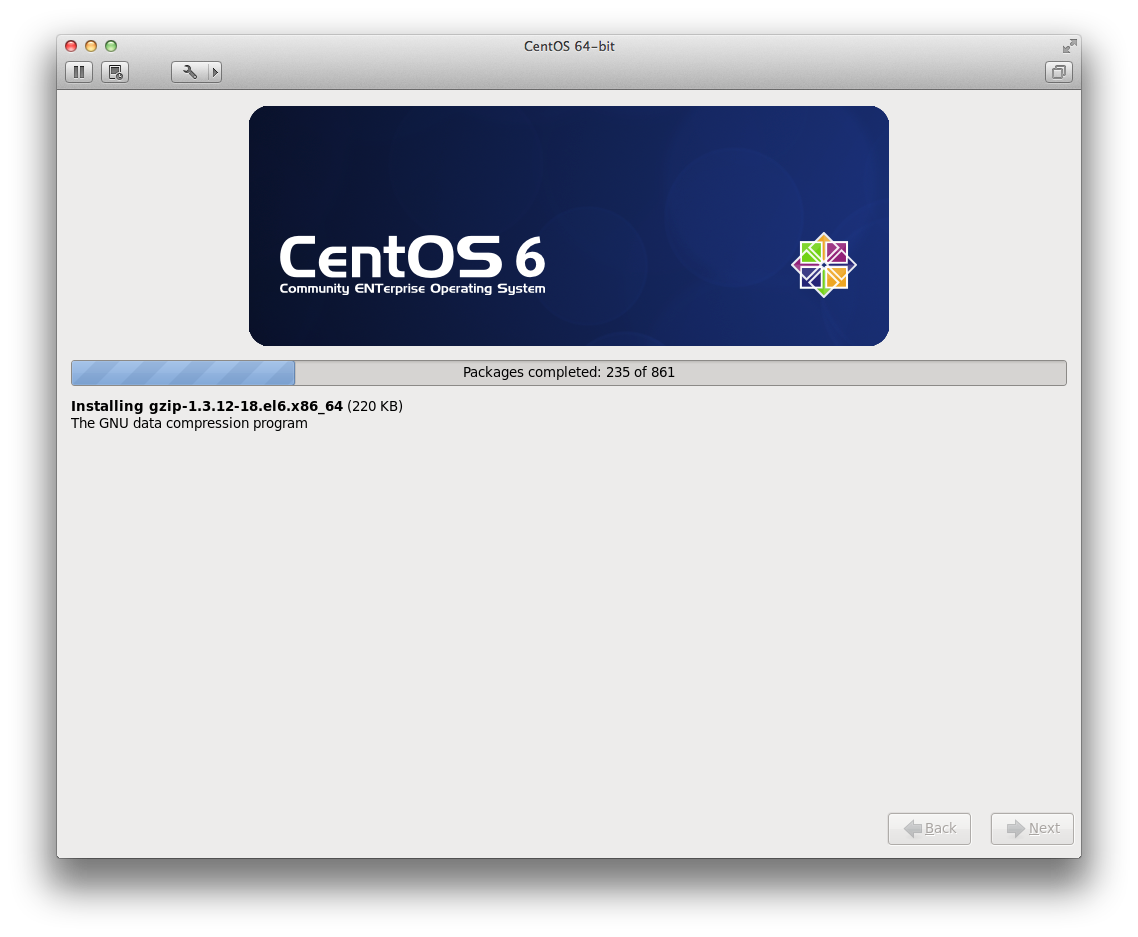 CentOS 64-bit
CentOS 6
Community ENTerprise Operating System
Packages completed: 235 of 861
Installing gzip-1.3.12-18.el6.x86_64 (220 KB)
The GNU data compression program
Back
Next